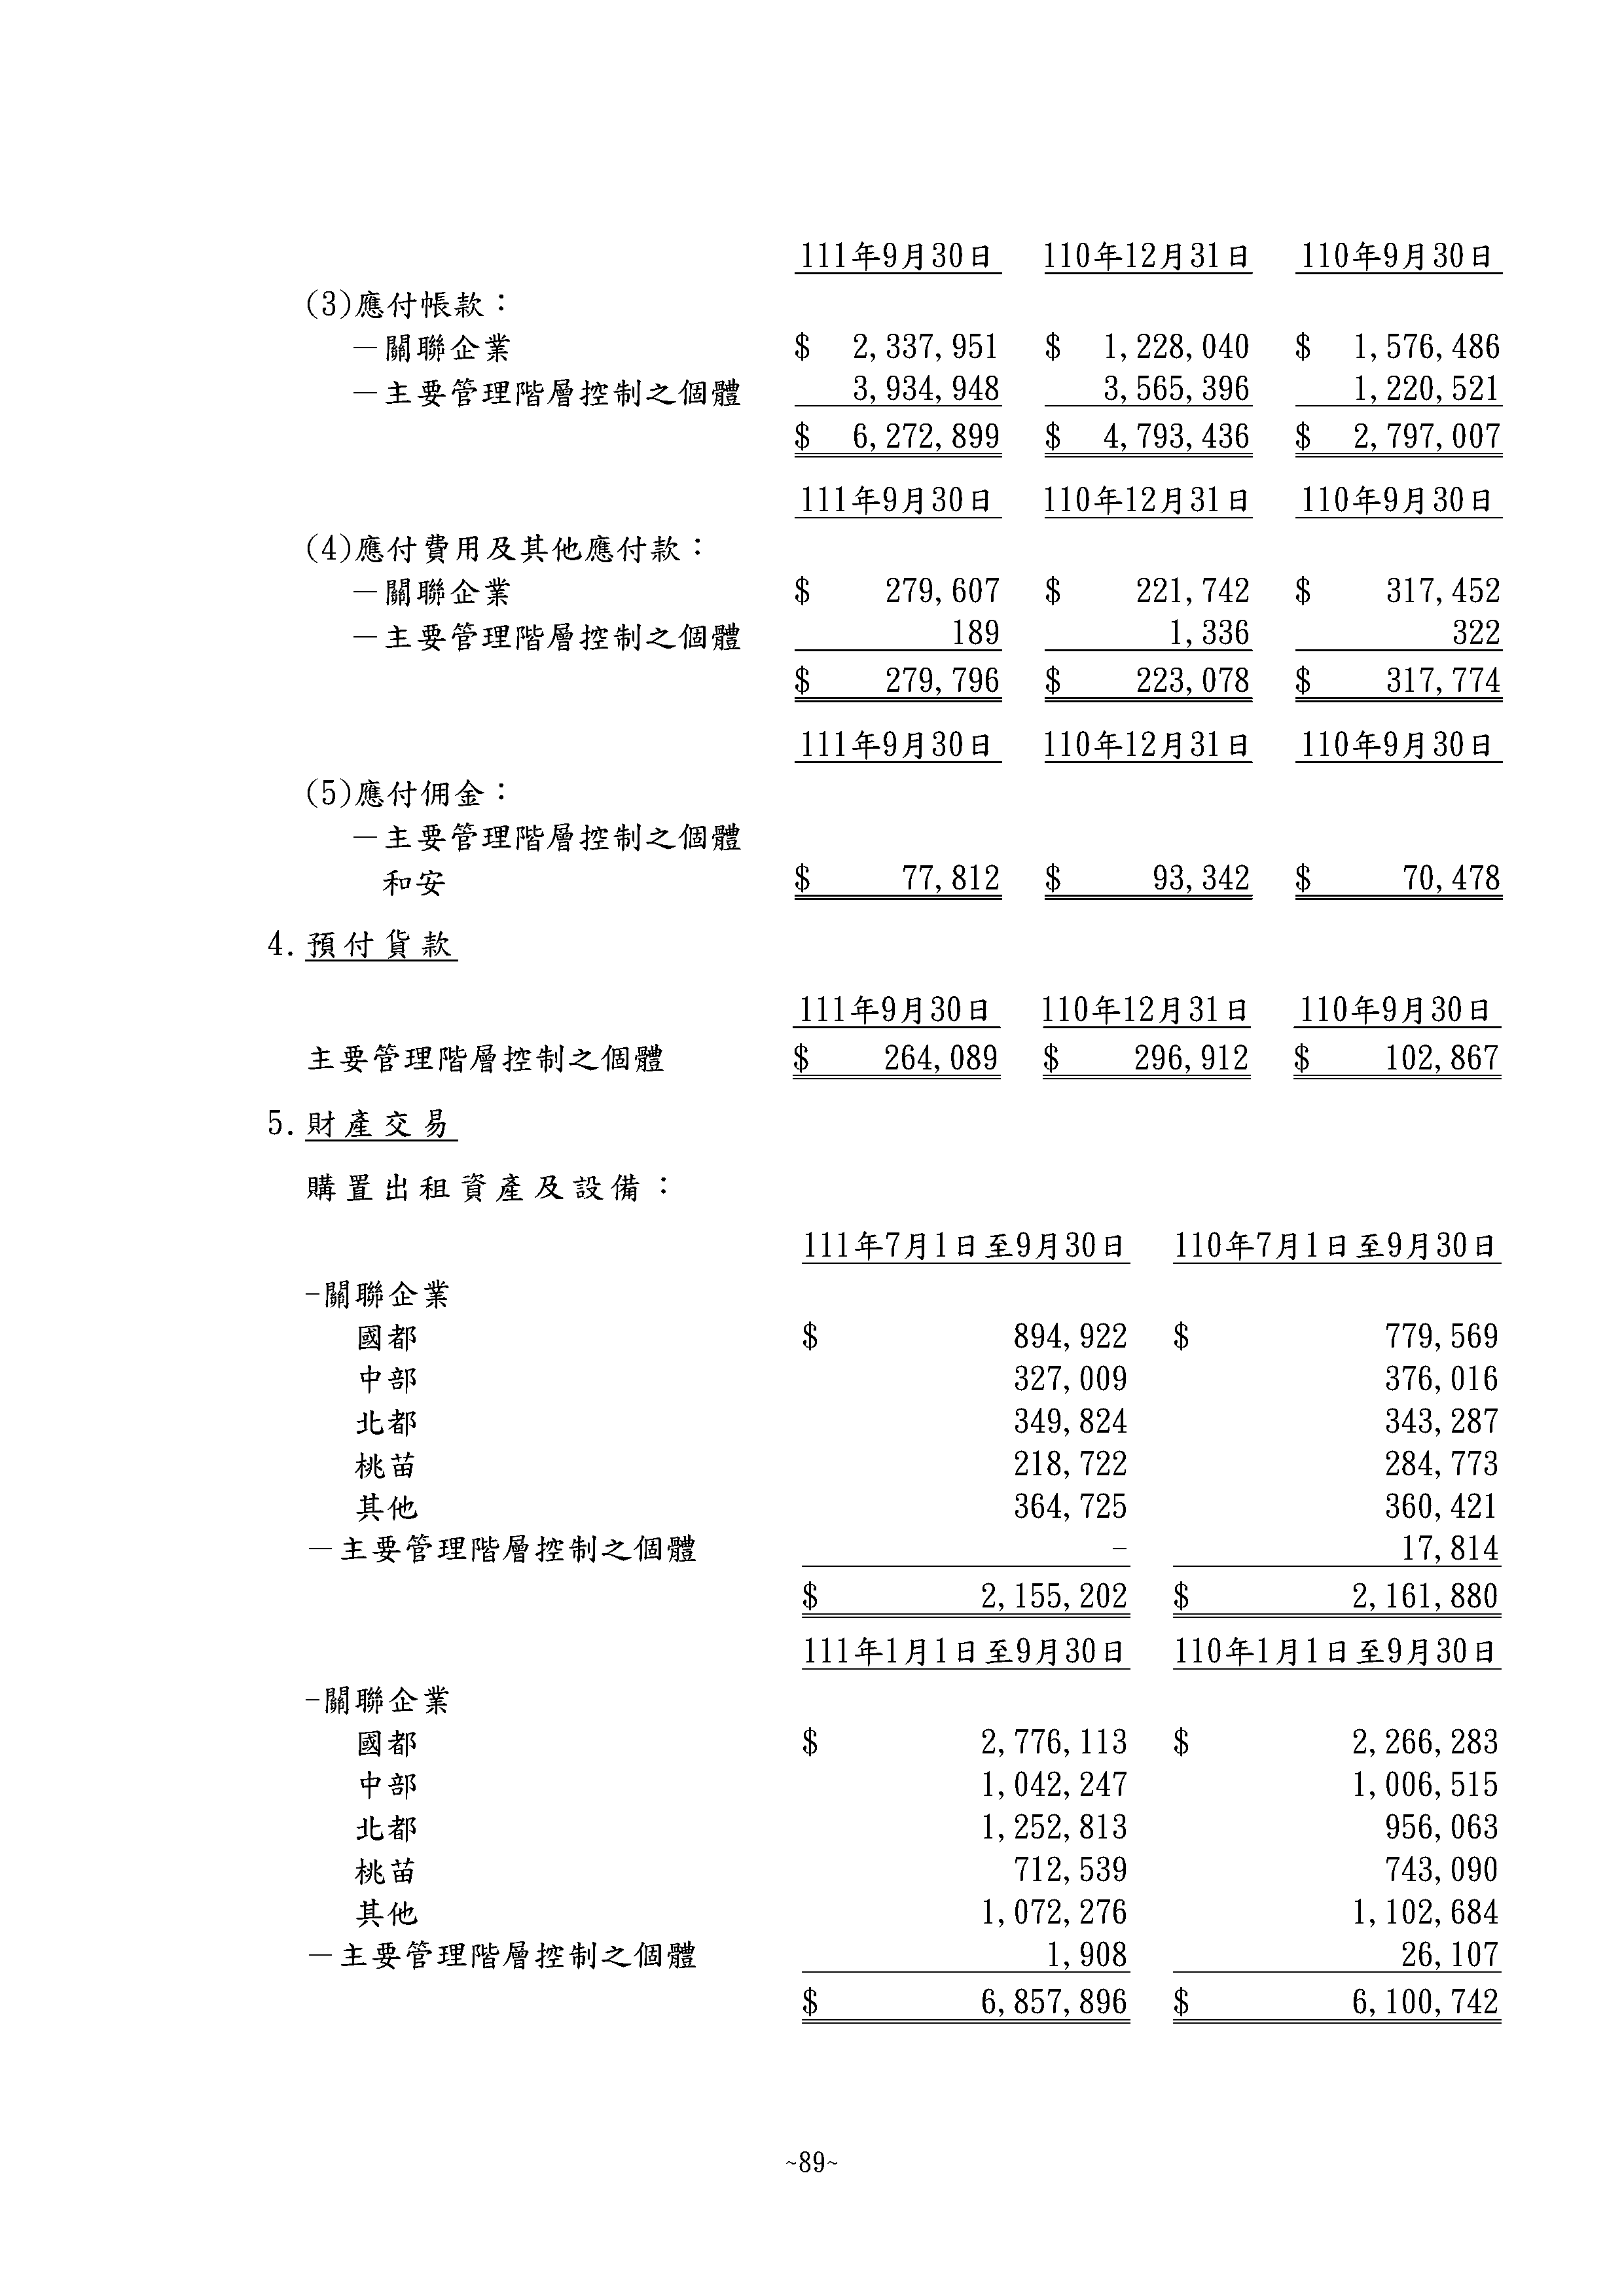 111年9月30日 110年12月31日 110年9月30日
(3)應付帳款：
－關聯企業 $ 2,337,951 $ 1,228,040 $ 1,576,486
－主要管理階層控制之個體 3,934,948 3,565,396 1,220,521
$ 6,272,899 $ 4,793,436 $ 2,797,007
111年9月30日 110年12月31日 110年9月30日
(4)應付費用及其他應付款：
－關聯企業 $ 279,607 $ 221,742 $ 317,452
－主要管理階層控制之個體 189 1,336 322
$ 279,796 $ 223,078 $ 317,774
111年9月30日 110年12月31日 110年9月30日
(5)應付佣金：
－主要管理階層控制之個體
和安 $ 77,812 $ 93,342 $ 70,478
4.預付貨款
111年9月30日 110年12月31日 110年9月30日
主要管理階層控制之個體 $ 264,089 $ 296,912 $ 102,867
5.財產交易
購置出租資產及設備：
111年7月1日至9月30日 110年7月1日至9月30日
-關聯企業
國都 $ 894,922 $ 779,569
中部 327,009 376,016
北都 349,824 343,287
桃苗 218,722 284,773
其他 364,725 360,421
－主要管理階層控制之個體 - 17,814
$ 2,155,202 $ 2,161,880
111年1月1日至9月30日 110年1月1日至9月30日
-關聯企業
國都 $ 2,776,113 $ 2,266,283
中部 1,042,247 1,006,515
北都 1,252,813 956,063
桃苗 712,539 743,090
其他 1,072,276 1,102,684
－主要管理階層控制之個體 1,908 26,107
$ 6,857,896 $ 6,100,742
~89~